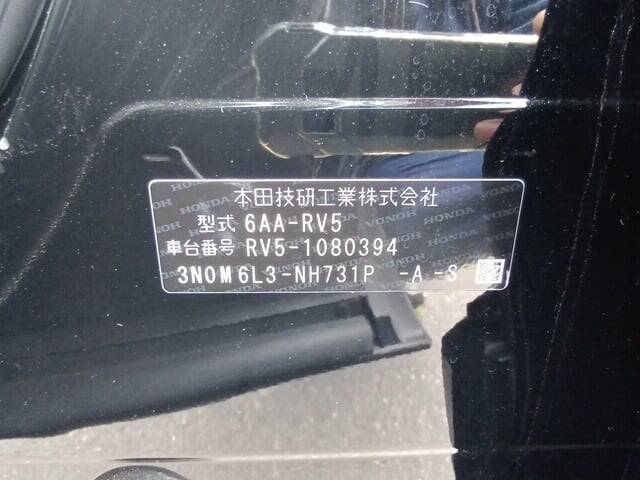 本田技研工業株式会社
型式 6AA-RV5
車台番号 RV5-1080394
3N0M6L3-NH731P -A -S